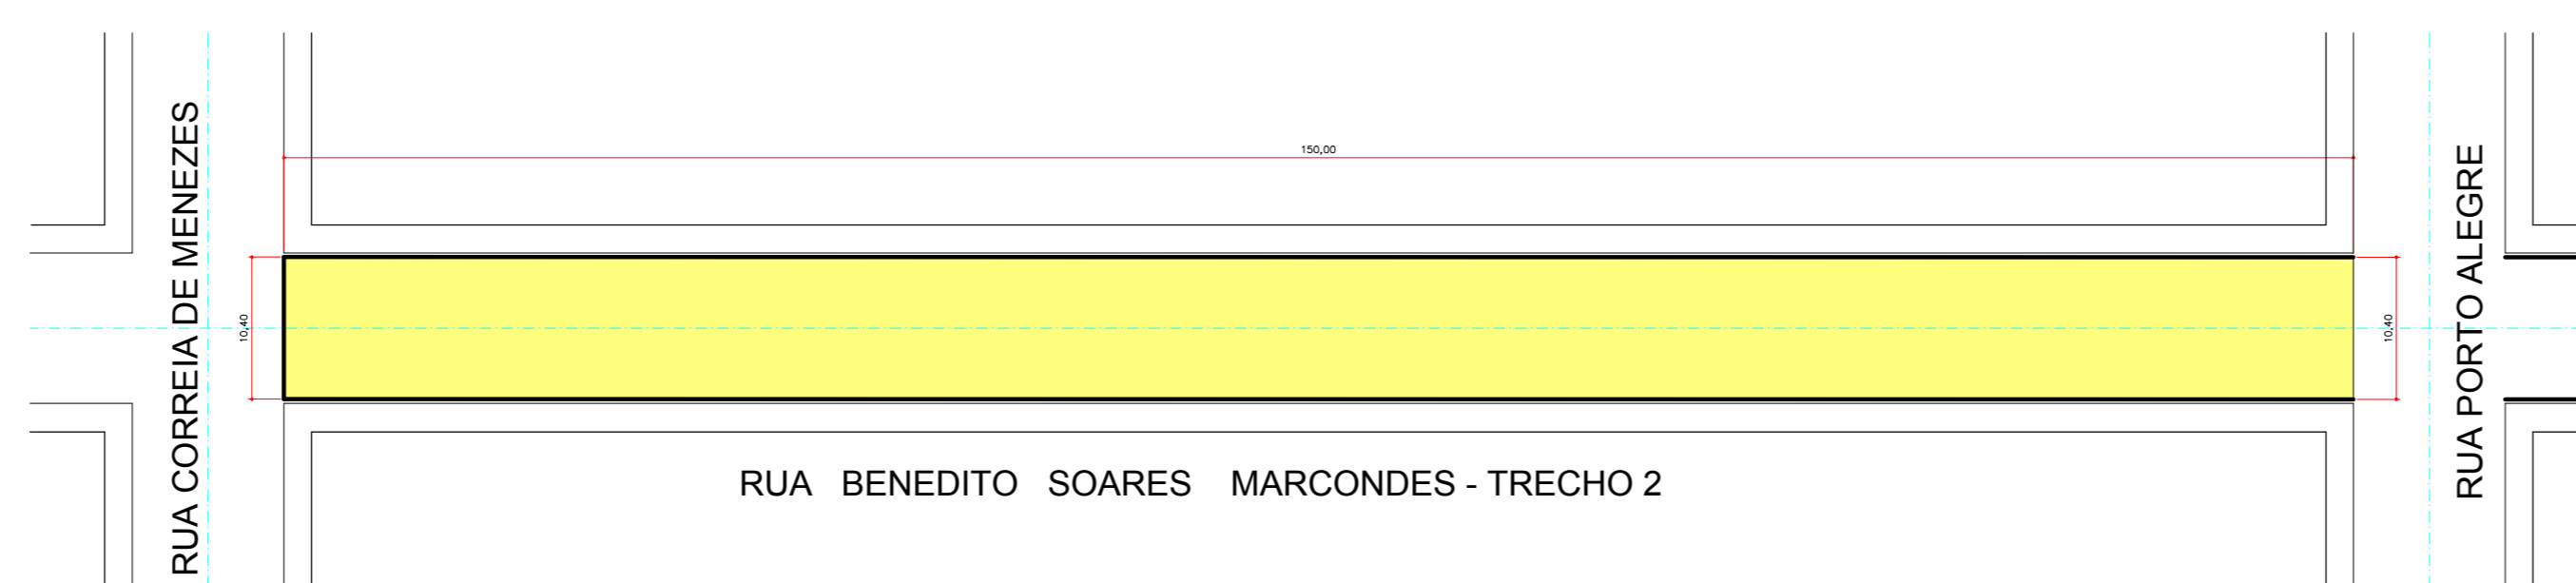 RUA CORREIA DE MENEZES
150,00
10,40
10,40
RUA PORTO ALEGRE
RUA BENEDITO SOARES MARCONDES - TRECHO 2